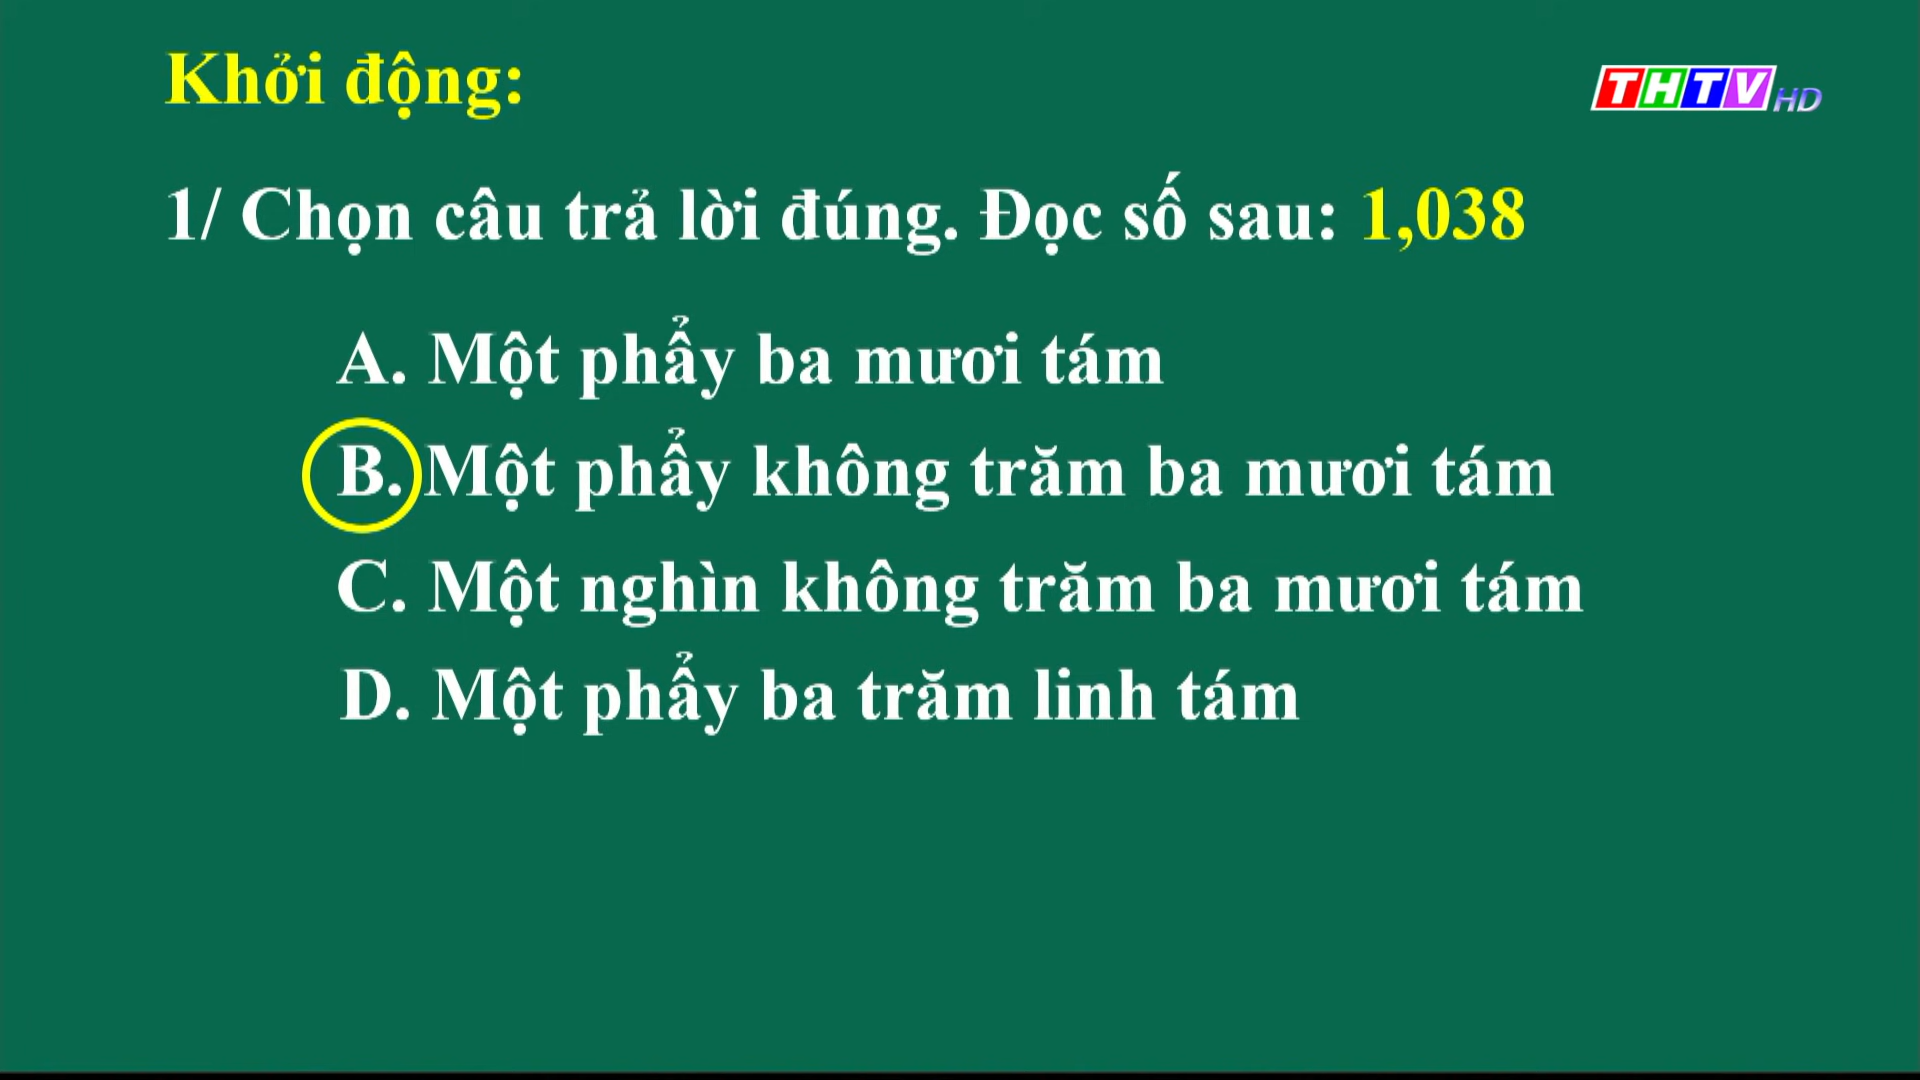 Khởi động:
THTV HD
1/ Chọn câu trả lời đúng. Đọc số sau: 1,038
A. Một phẩy ba mươi tám
B. Một phẩy không trăm ba mươi tám
C. Một nghìn không trăm ba mươi tám
D. Một phẩy ba trăm linh tám